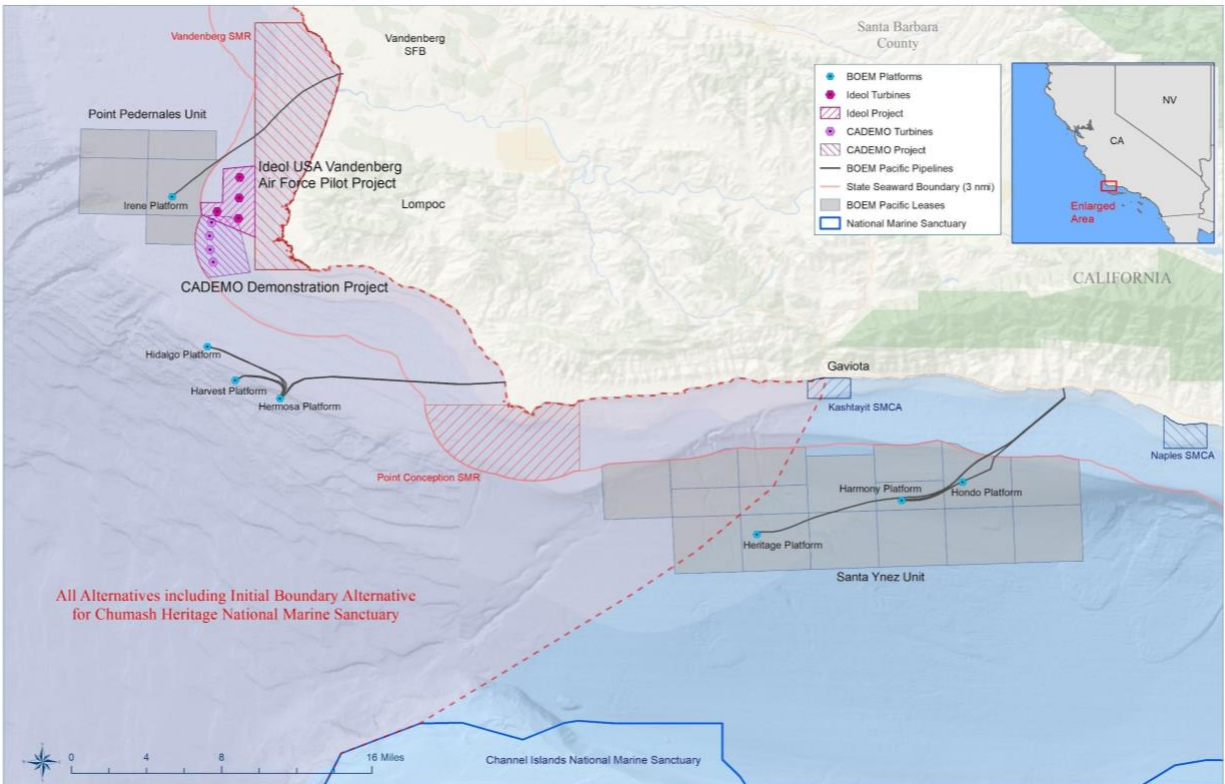 Vandenberg SMR
Vandenberg
SFB
Santa Barbara
County
BOEM Platforms
Ideol Turbines
Ideol Project
CADEMO Turbines
CADEMO Project
BOEM Pacific Pipelines
State Seaward Boundary (3 nmi)
BOEM Pacific Leases
National Marine Sanctuary
NV
CA
Enlarged
Area
Point Pedernales Unit
Ideol USA Vandenberg
Air Force Pilot Project
Irene Platform
Lompoc
CADEMO Demonstration Project
CALIFORNIA
Hidalgo Platform
Harvest Platform
Hermosa Platform
Gaviota
Kashtayit SMCA
Naples SMCA
Point Conception SMR
Harmony Platform
Hondo Platform
Heritage Platform
Santa Ynez Unit
All Alternatives including Initial Boundary Alternative
for Chumash Heritage National Marine Sanctuary
0 4 8 16 Miles
Channel Islands National Marine Sanctuary